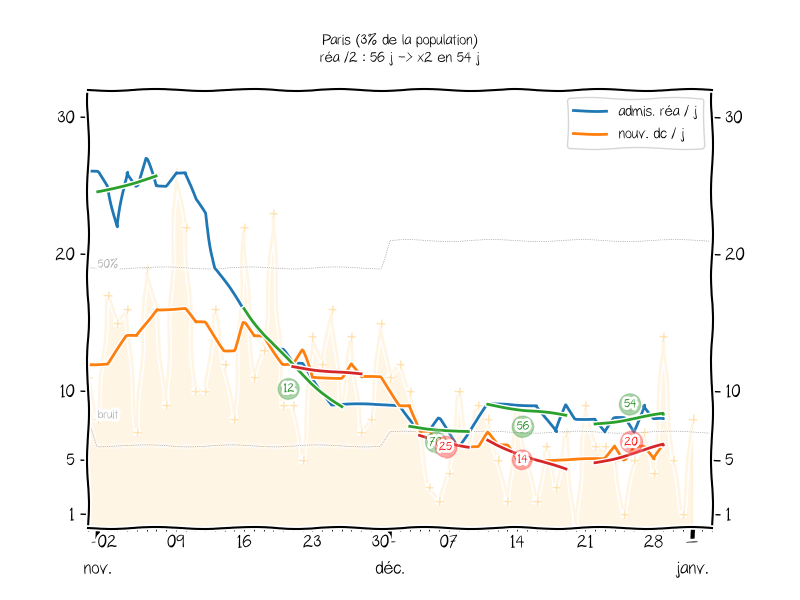 Paris (3% de la population)
réa /2 : 56 j -> x2 en 54 j
admis. réa / j
nouv. dc / j
30
30
20
20
50%
10
10
12
54
bruit
56
25
20
14
5
5
1
1
02 09 16 23 30 07 14 21 28
nov. déc. janv.